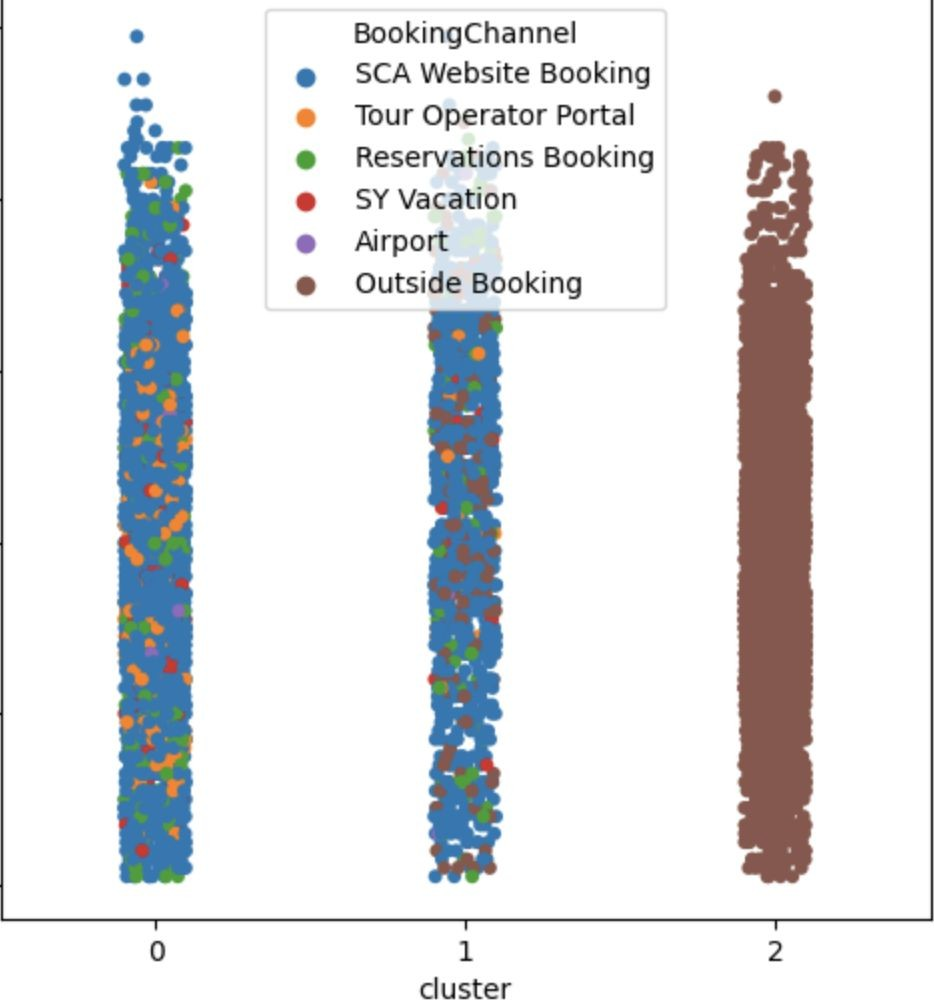 BookingChannel
SCA Website Booking
Tour Operator Portal
Reservations Booking
SY Vacation
Airport
Outside Booking
0 1 2
cluster